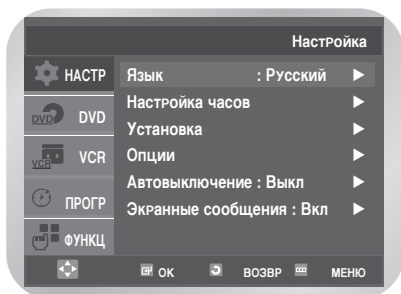 Настройка
НАСТР
Язык : Русский ►
DVD DVD
Настройка часов ►
Установка ►
VCR VCR
Опции ►
Автовыключение : Выкл ►
ПРОГР
Экранные сообщения : Вкл ►
ФУНКЦ
ОК ВОЗВР МЕНЮ